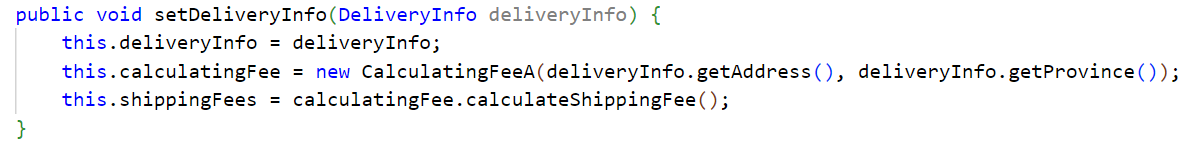 public void setDeliveryInfo(DeliveryInfo deliveryInfo) {
    this.deliveryInfo = deliveryInfo;
    this.calculatingFee = new CalculatingFeeA(deliveryInfo.getAddress(), deliveryInfo.getProvince());
    this.shippingFees = calculatingFee.calculateShippingFee();
}